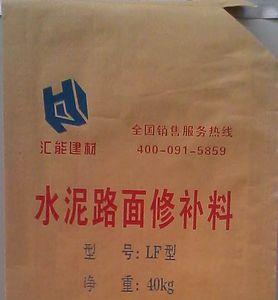 全国销售服务热线
汇能建材 400-091-5859
水泥路面修补料
型 号:LF型
净 重:40kg